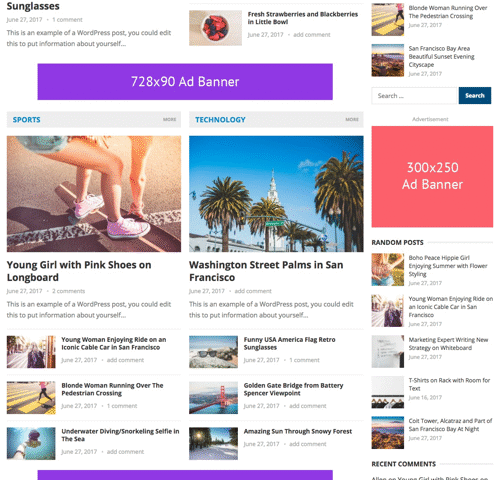 Sunglasses
June 27, 2017 • 1 comment
This is an example of a WordPress post, you could edit
this to put information about yourself...
Fresh Strawberries and Blackberries
in Little Bowl
June 27, 2017 • add comment
728x90 Ad Banner
SPORTS
MORE
Young Girl with Pink Shoes on
Longboard
June 27, 2017 • 2 comments
This is an example of a WordPress post, you could edit
this to put information about yourself...
Young Woman Enjoying Ride on an
Iconic Cable Car in San Francisco
June 27, 2017 • add comment
Blonde Woman Running Over The
Pedestrian Crossing
June 27, 2017 • 1 comment
Underwater Diving/Snorkeling Selfie in
The Sea
June 27, 2017 • add comment
TECHNOLOGY
MORE
Washington Street Palms in San
Francisco
June 27, 2017 • add comment
This is an example of a WordPress post, you could edit
this to put information about yourself...
Funny USA America Flag Retro
Sunglasses
June 27, 2017 • 1 comment
Golden Gate Bridge from Battery
Spencer Viewpoint
June 27, 2017 • add comment
Amazing Sun Through Snowy Forest
June 27, 2017 • add comment
Blonde Woman Running Over
The Pedestrian Crossing
June 27, 2017
San Francisco Bay Area
Beautiful Sunset Evening
Cityscape
June 27, 2017
Search ...
Search
Advertisement
300x250
Ad Banner
RANDOM POSTS
Boho Peace Hippie Girl
Enjoying Summer with Flower
Styling
June 27, 2017
Young Woman Enjoying Ride on
an Iconic Cable Car in San
Francisco
June 27, 2017
Marketing Expert Writing New
Strategy on Whiteboard
June 27, 2017
T-Shirts on Rack with Room for
Text
June 16, 2017
Coit Tower, Alcatraz and Part of
San Francisco Bay At Night
June 27, 2017
RECENT COMMENTS
Allen on Young Girl with Pink Shoes on